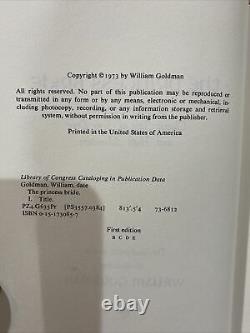 Copyright © 1973 by William Goldman
All rights reserved. No part of this publication may be reproduced or
transmitted in any form or by any means, electronic or mechanical, in-
cluding photocopy, recording, or any information storage and retrieval
system, without permission in writing from the publisher.
Printed in the United States of America
Library of Congress Cataloging in Publication Data
Goldman, William, date
The princess bride.
I. Title.
PZ4.G635Pr [PS3557.O384] 813'.5'4 73-6812
ISBN 0-15-173085-7
First edition
B C D E
WILLIAM GOLDMAN
ebay